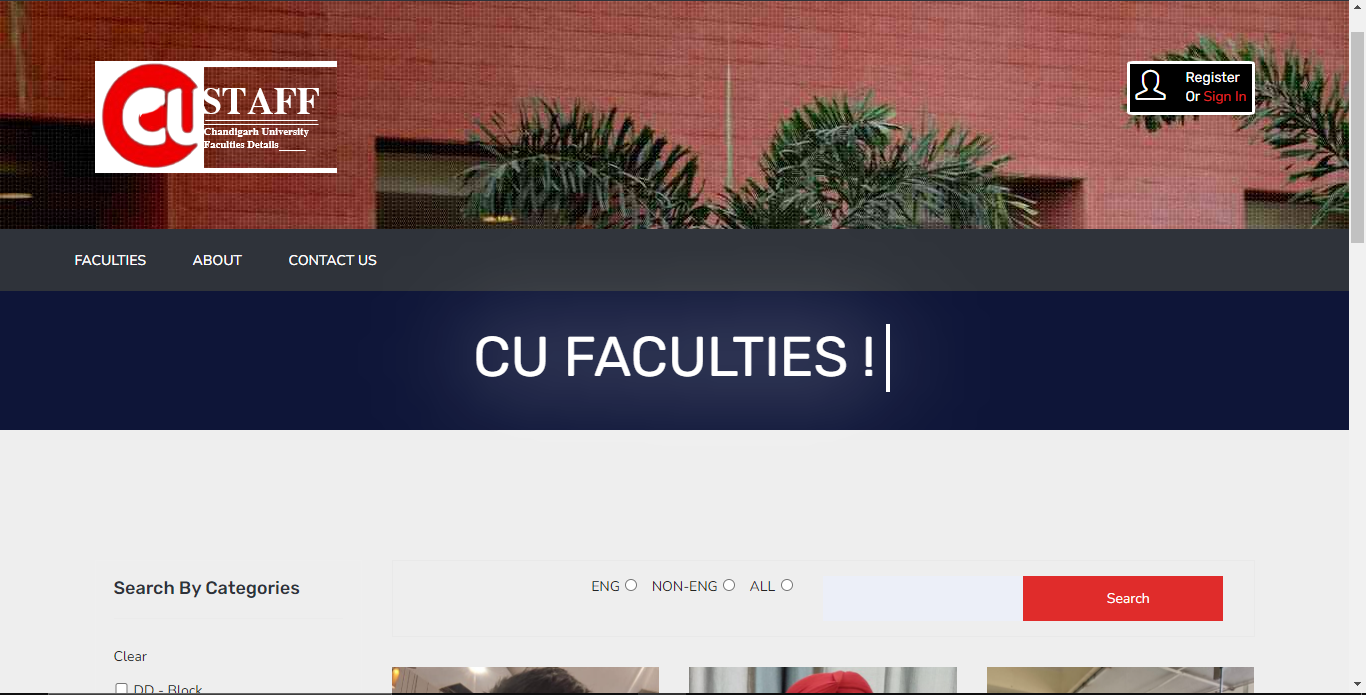 CU STAFF
Chandigarh University
Faculties Details
Register
Or Sign In
FACULTIES ABOUT CONTACT US
CU FACULTIES !
Search By Categories
ENG NON-ENG ALL Search
Clear
DD - Block